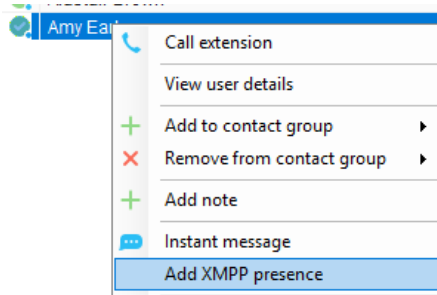 Amy Ea
Call extension
View user details
Add to contact group
Remove from contact group
Add note
Instant message
Add XMPP presence